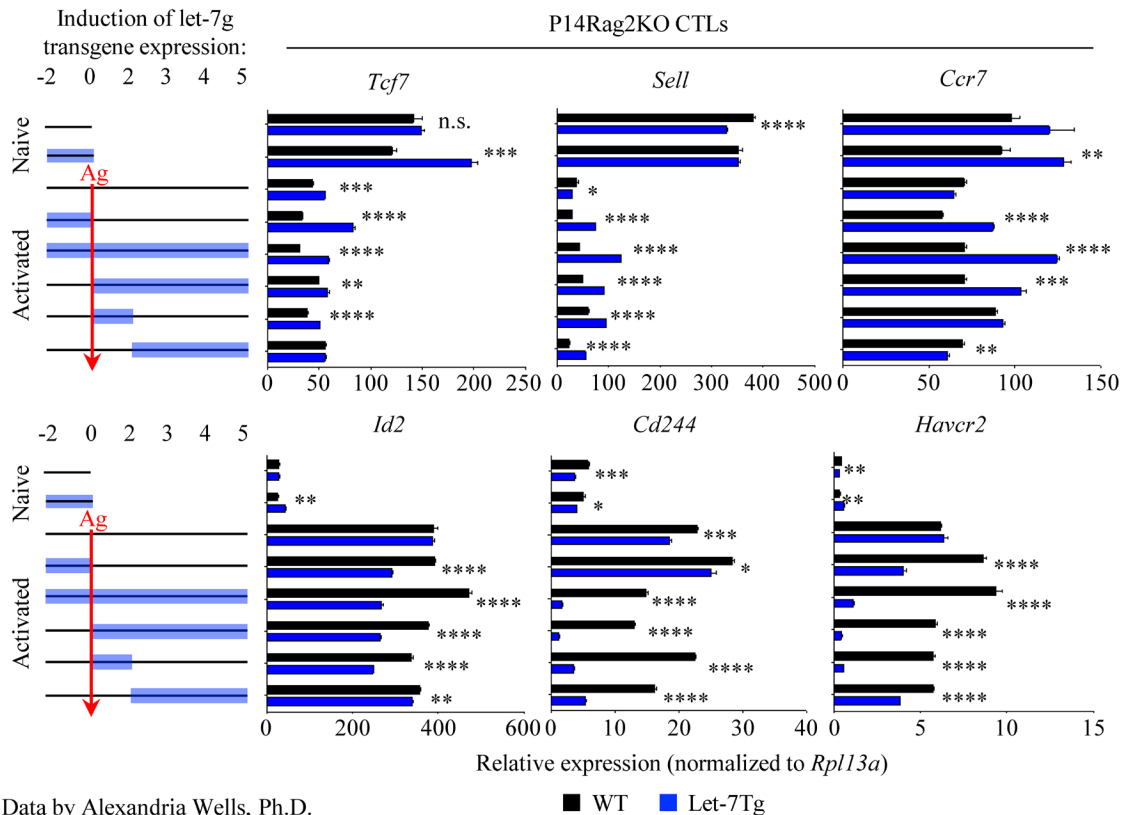 Induction of let-7g
transgene expression:
P14Rag2KO CTLs
-2 0 2 3 4 5
Tcf7 Sell Ccr7
Naive
n.s. ****
*** **
Ag
*** *
**** **** ****
Activated
**** **** ****
** **** ***
**** ****
**** **
0 50 100 150 200 250
0 100 200 300 400 500
0 50 100 150
-2 0 2 3 4 5
Id2 Cd244 Havcr2
Naive
*** **
** * **
Ag
***
**** * ****
Activated
**** **** ****
**** **** ****
**** **** ****
** **** ****
0 200 400 600
0 10 20 30 40
0 5 10 15
Relative expression (normalized to Rpl13a)
WT Let-7Tg
Data by Alexandria Wells, Ph.D.